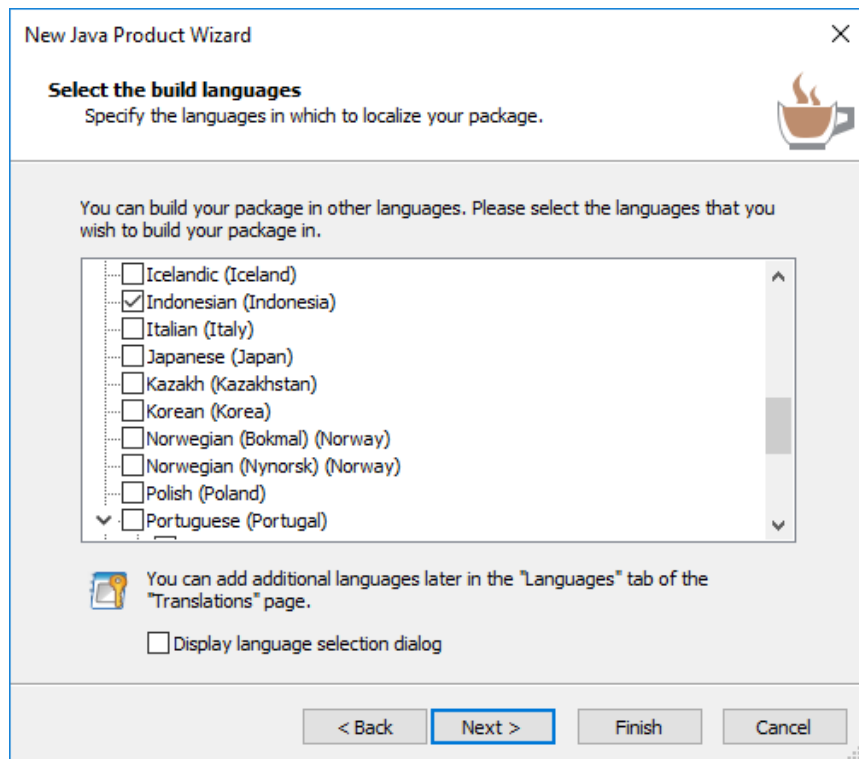 New Java Product Wizard
Select the build languages
Specify the languages in which to localize your package.
You can build your package in other languages. Please select the languages that you
wish to build your package in.
Icelandic (Iceland)
Indonesian (Indonesia)
Italian (Italy)
Japanese (Japan)
Kazakh (Kazakhstan)
Korean (Korea)
Norwegian (Bokmal) (Norway)
Norwegian (Nynorsk) (Norway)
Polish (Poland)
Portuguese (Portugal)
You can add additional languages later in the "Languages" tab of the
"Translations" page.
Display language selection dialog
< Back
Next >
Finish
Cancel